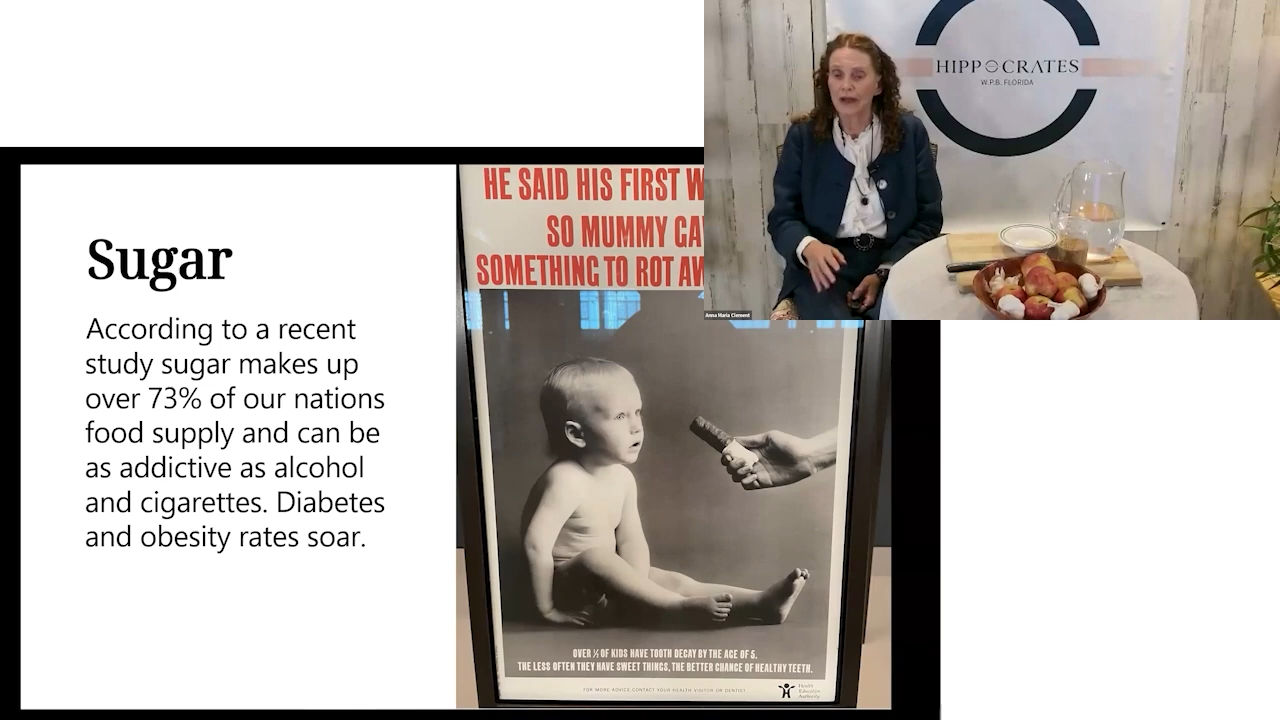 HIPPOCRATES
W.P.B. FLORIDA
Anna Maria Clement
Sugar
According to a recent
study sugar makes up
over 73% of our nations
food supply and can be
as addictive as alcohol
and cigarettes. Diabetes
and obesity rates soar.
HE SAID HIS FIRST
SO MUMMY
SOMETHING TO ROT
OVER ⅓ OF KIDS HAVE TOOTH DECAY BY THE AGE OF 5.
THE LESS OFTEN THEY HAVE SWEET THINGS, THE BETTER CHANCE OF HEALTHY TEETH.
FOR MORE ADVICE CONTACT YOUR HEALTH VISITOR OR DENTIST
Health
Education
Authority